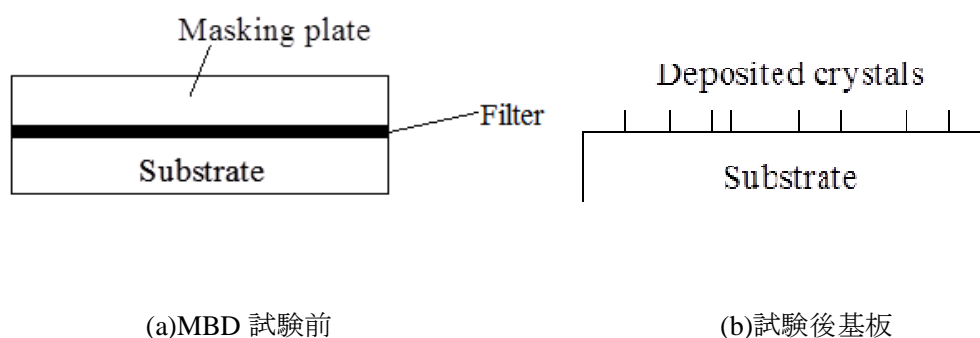 Masking plate
Filter
Substrate
(a)MBD 試験前
Deposited crystals
Substrate
(b)試験後基板